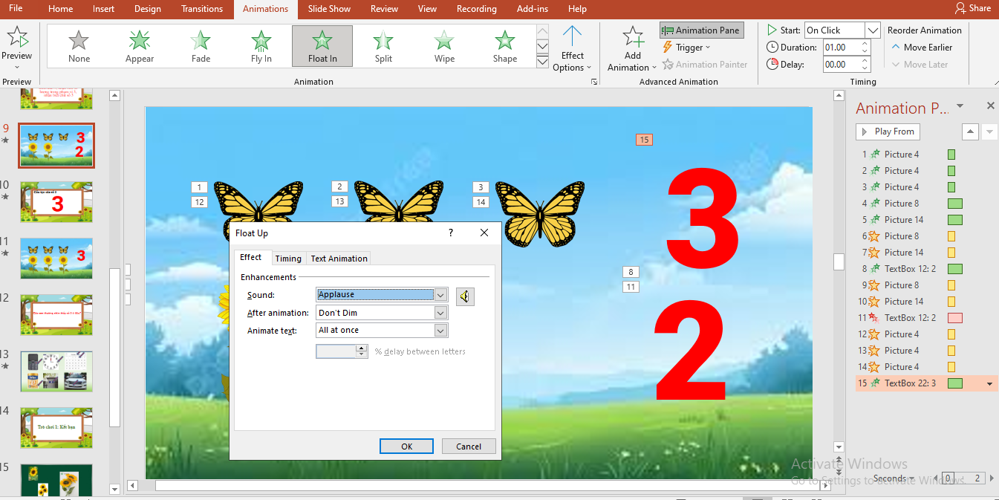 File Home Insert Design Transitions Animations Slide Show Review View Recording Add-ins Help Share
Preview
None Appear Fade Fly In Float In Split Wipe Shape
Effect Options
Add Animation
Animation Pane
Trigger
Animation Painter
Start: On Click
Duration: 01.00
Delay: 00.00
Reorder Animation
Move Earlier
Move Later
Preview Animation Advanced Animation Timing
9
3
2
10
3
11
3
12
13
14
Trò chơi 1: Kết bạn
15
15
1
12
2
13
3
14
3
8
11
2
Float Up ?
Effect Timing Text Animation
Enhancements
Sound: Applause
After animation: Don't Dim
Animate text: All at once
% delay between letters
OK Cancel
Animation P...
Play From
1 Picture 4
2 Picture 4
3 Picture 4
4 Picture 8
5 Picture 14
6 Picture 8
7 Picture 14
8 TextBox 12: 2
9 Picture 8
10 Picture 14
11 TextBox 12: 2
12 Picture 4
13 Picture 4
14 Picture 4
15 TextBox 22: 3
Activate Windows
Go to Settings to activate Windows.
Seconds 0 2